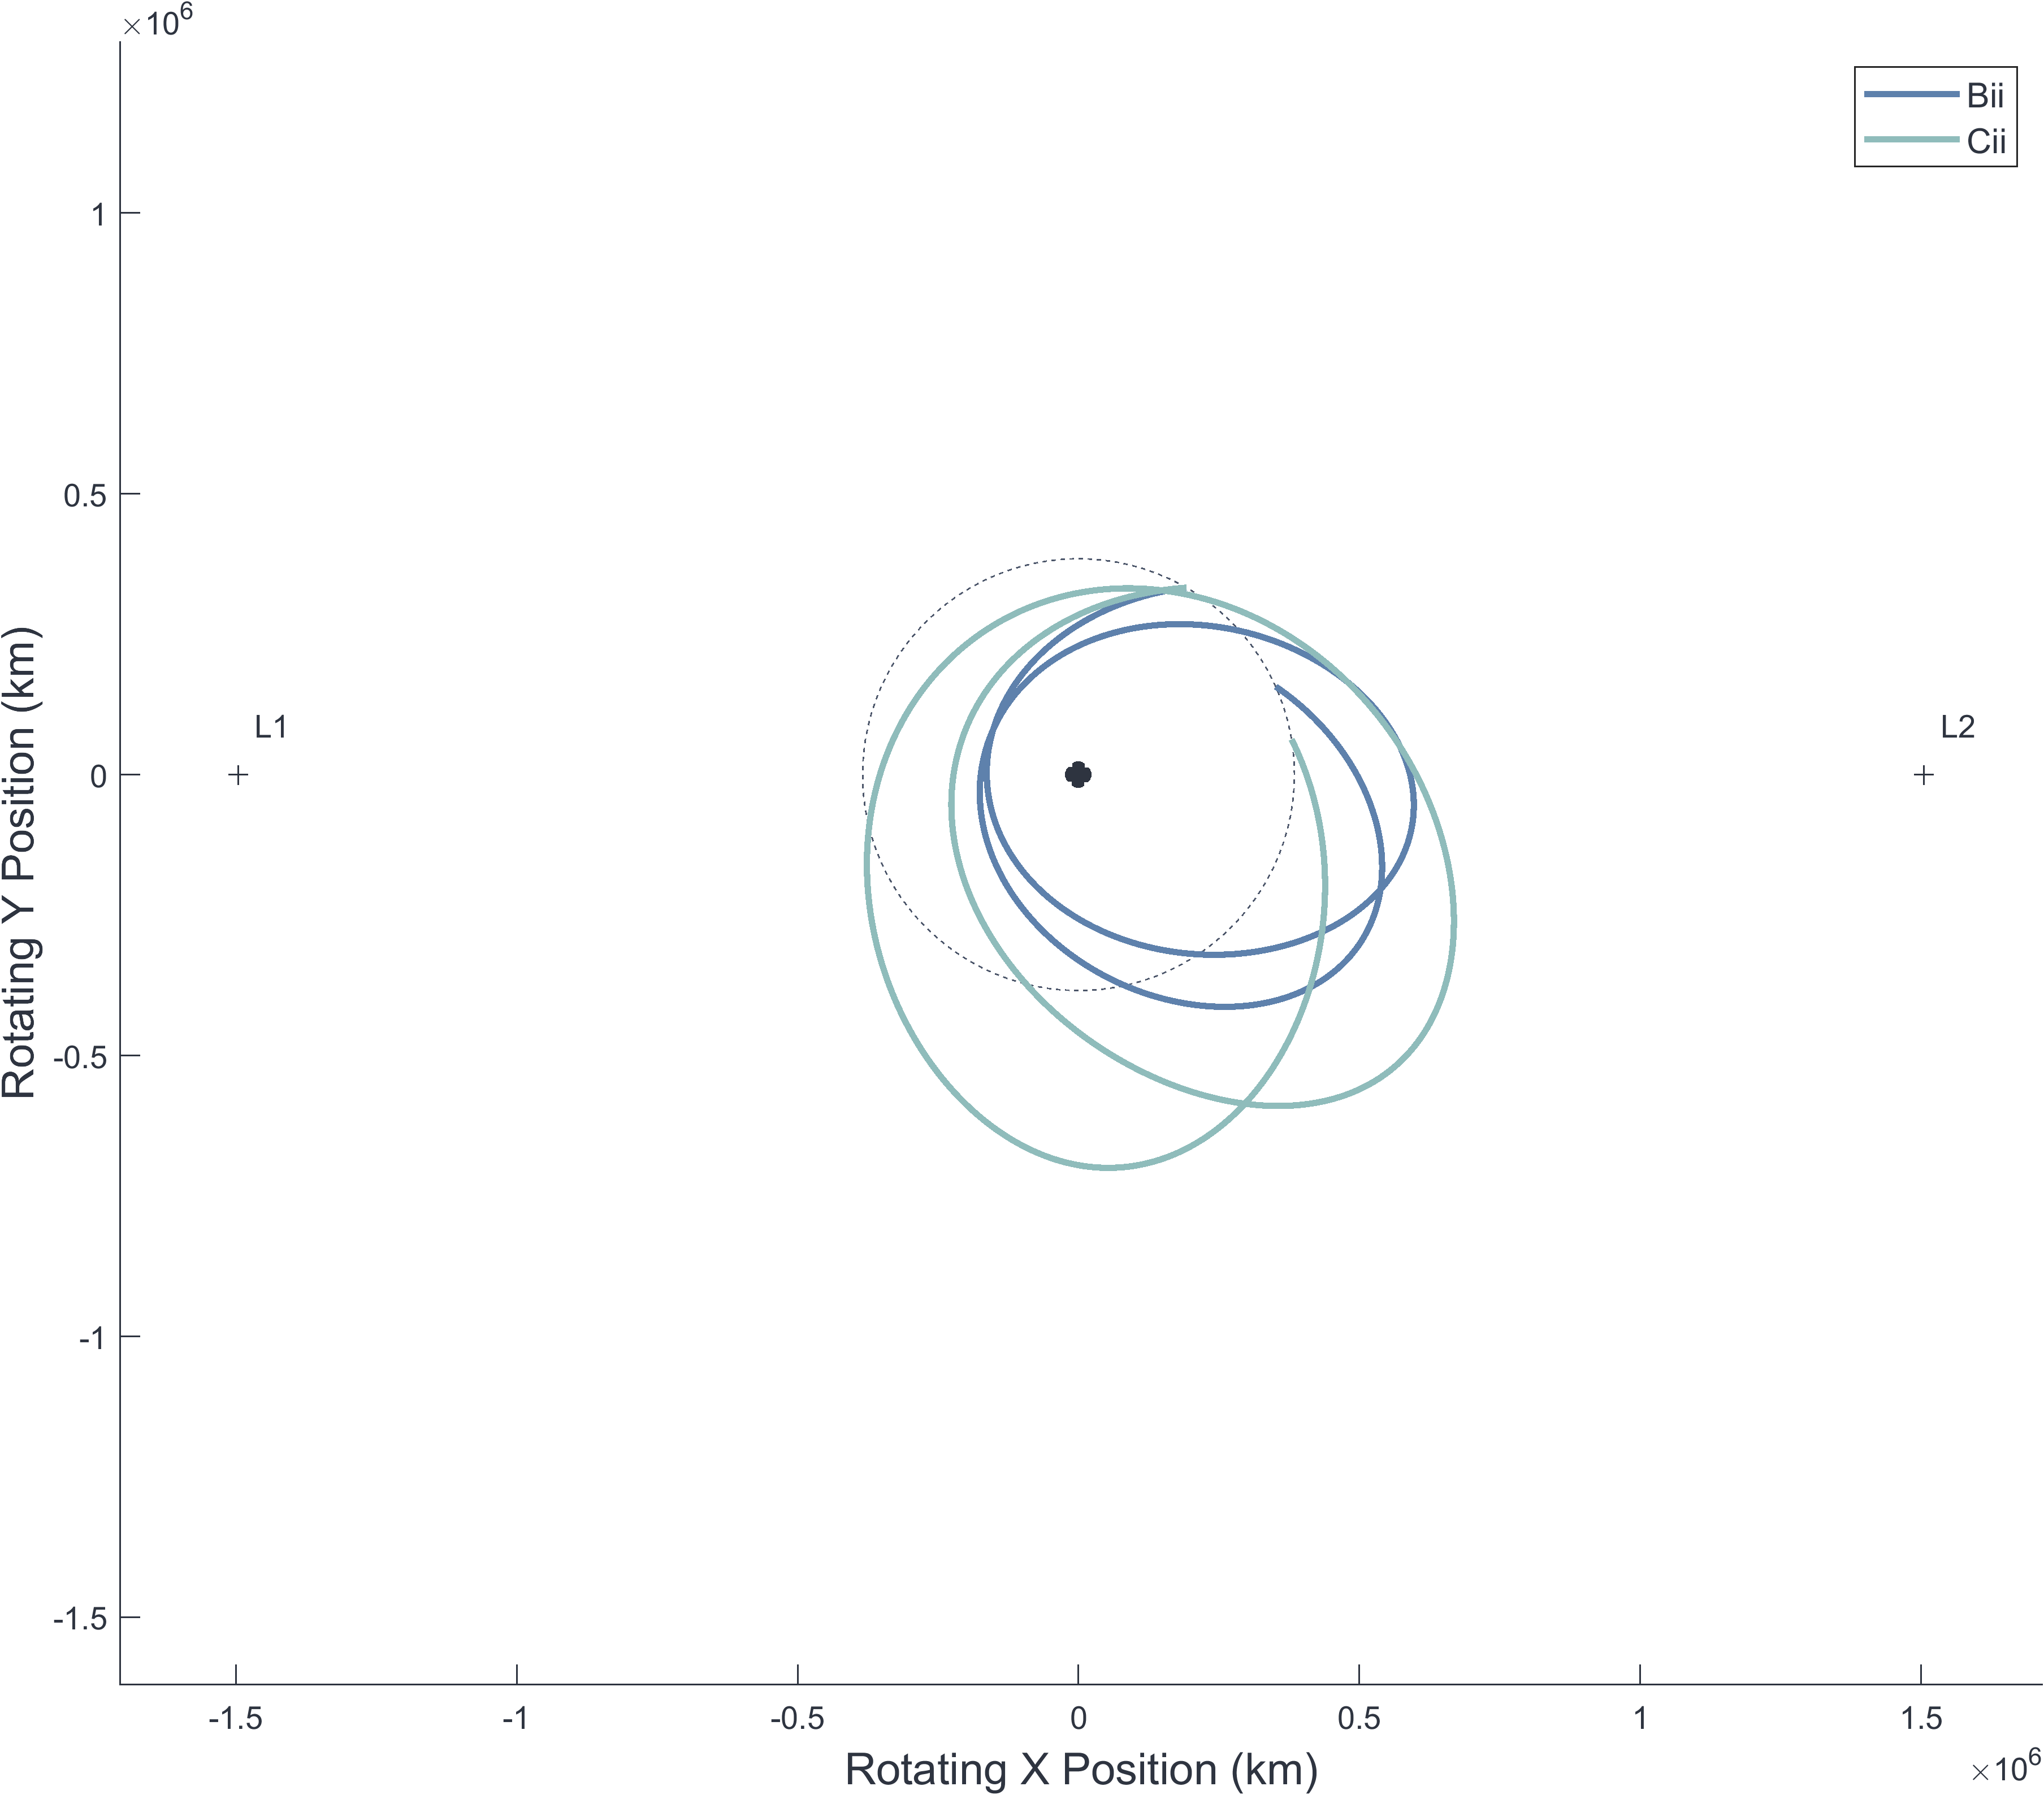 ×10⁶
Bii
Cii
1
0.5
0
-0.5
-1
-1.5
L1
L2
Rotating Y Position (km)
-1.5 -1 -0.5 0 0.5 1 1.5
Rotating X Position (km)
×10⁶